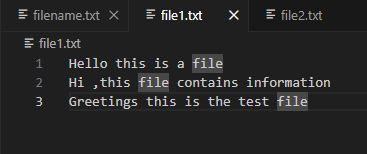 filename.txt file1.txt file2.txt
file1.txt
1 Hello this is a file
2 Hi ,this file contains information
3 Greetings this is the test file